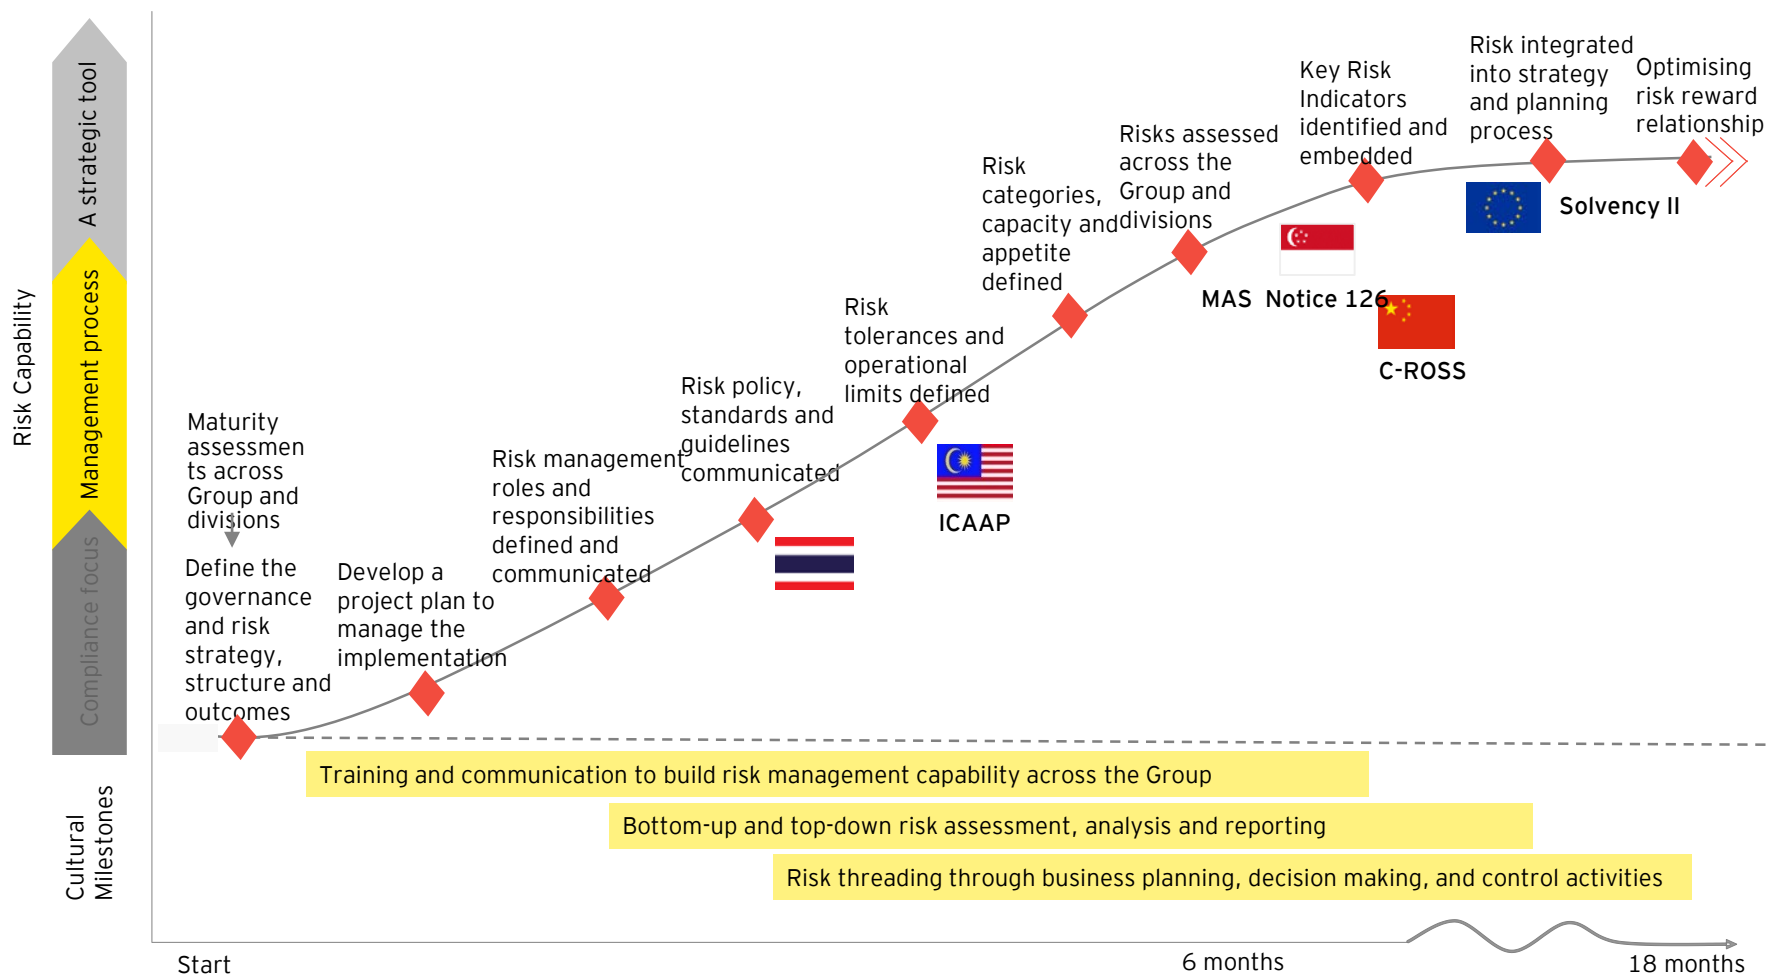 A strategic tool
Management process
Compliance focus
Risk Capability
Cultural
Milestones
Maturity
assessmen
ts across
Group and
divisions
Define the
governance
and risk
strategy,
structure and
outcomes
Develop a
project plan to
manage the
implementation
Risk management
roles and
responsibilities
defined and
communicated
Risk policy,
standards and
guidelines
communicated
Risk
tolerances and
operational
limits defined
Risk
categories,
capacity and
appetite
defined
Risks assessed
across the
Group and
divisions
Key Risk
Indicators
identified and
embedded
Risk integrated
into strategy
and planning
process
Optimising
risk reward
relationship
Solvency II
MAS Notice 126
C-ROSS
ICAAP
Training and communication to build risk management capability across the Group
Bottom-up and top-down risk assessment, analysis and reporting
Risk threading through business planning, decision making, and control activities
Start
6 months
18 months